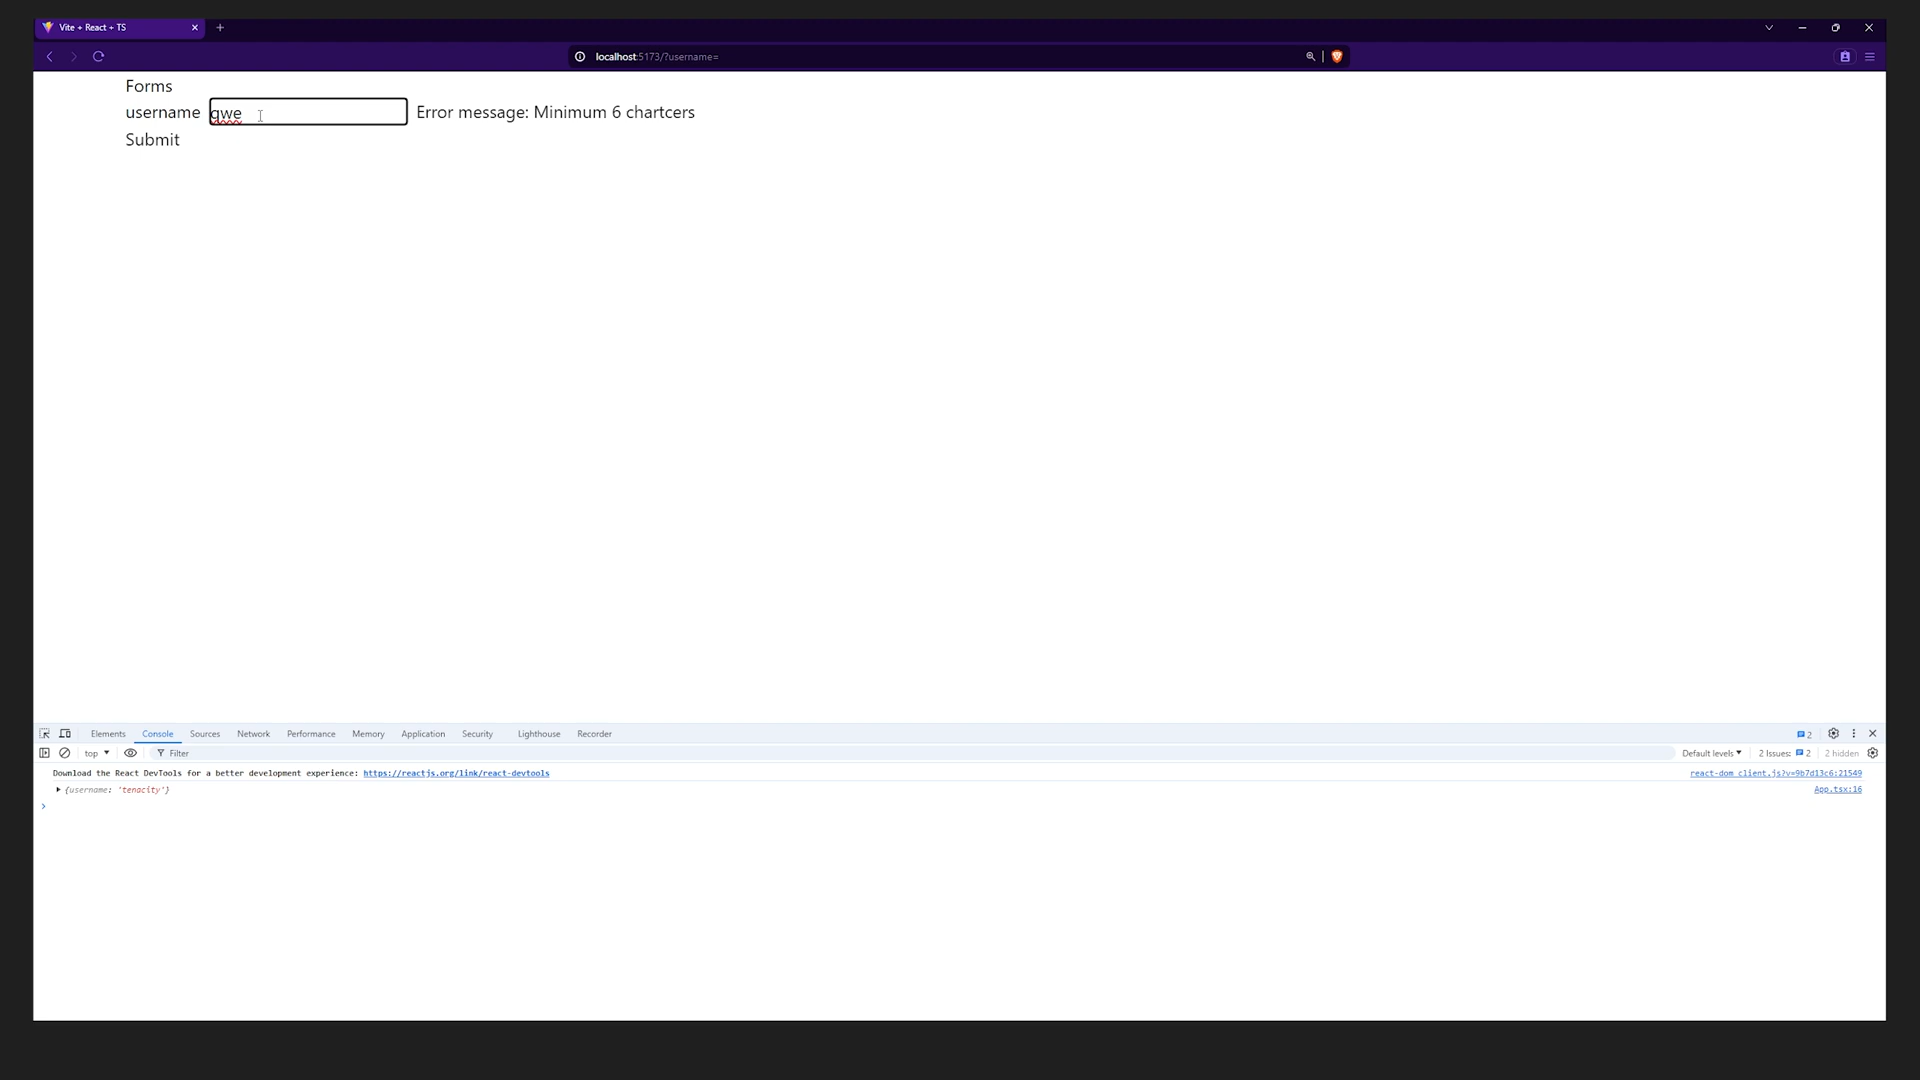 Vite + React + TS
localhost:5173/?username=
Forms
username qwe Error message: Minimum 6 chartcers
Submit
Elements Console Sources Network Performance Memory Application Security Lighthouse Recorder 2
top Filter Default levels 2 Issues: 2 2 hidden
Download the React DevTools for a better development experience: https://reactjs.org/link/react-devtools react-dom_client.js?v=9b7d13c6:21549
{username: 'tenacity'} App.tsx:16